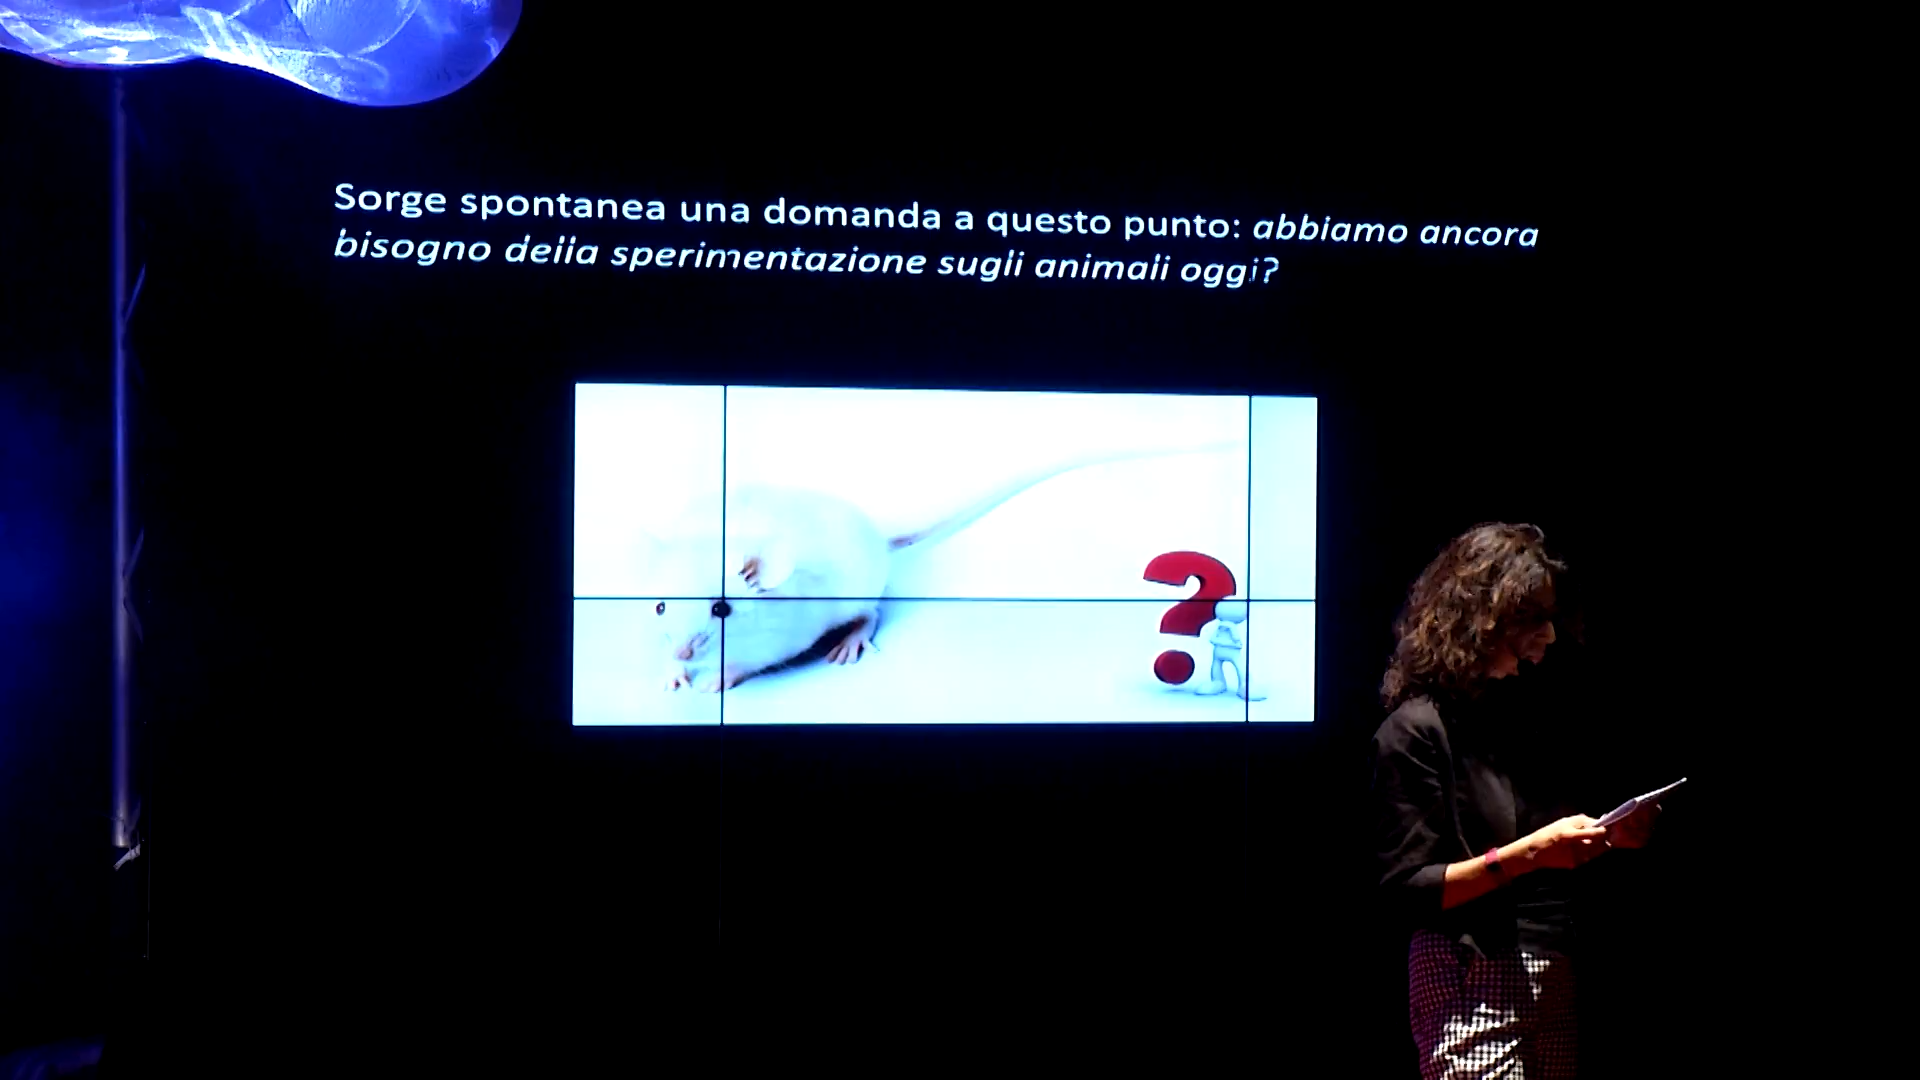 Sorge spontanea una domanda a questo punto: abbiamo ancora
bisogno della sperimentazione sugli animali oggi?
?